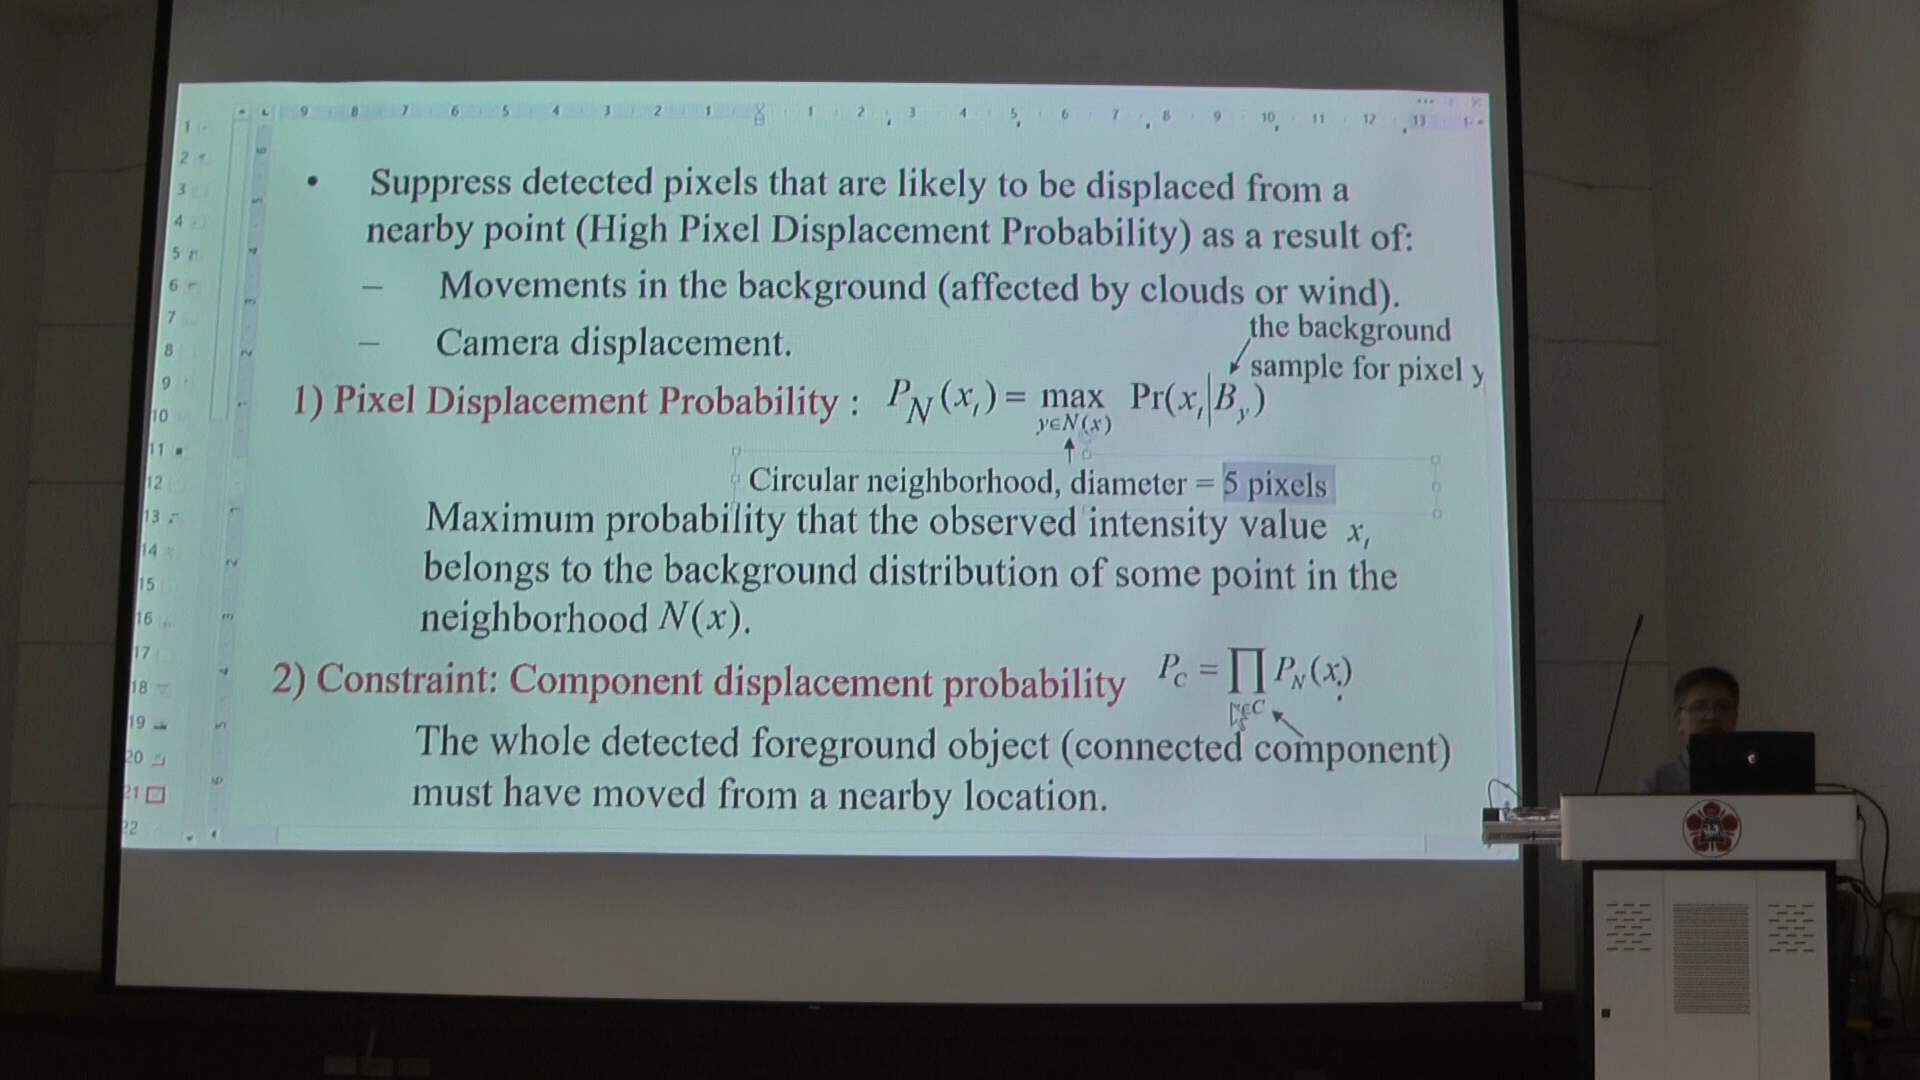 • Suppress detected pixels that are likely to be displaced from a
nearby point (High Pixel Displacement Probability) as a result of:
– Movements in the background (affected by clouds or wind).
– Camera displacement.
the background
sample for pixel y
1) Pixel Displacement Probability : P_N(x_t) = max Pr(x_t|B_y)
y∈N(x)
Circular neighborhood, diameter = 5 pixels
Maximum probability that the observed intensity value x_t
belongs to the background distribution of some point in the
neighborhood N(x).
2) Constraint: Component displacement probability P_C = ∏ P_N(x)
x∈C
The whole detected foreground object (connected component)
must have moved from a nearby location.